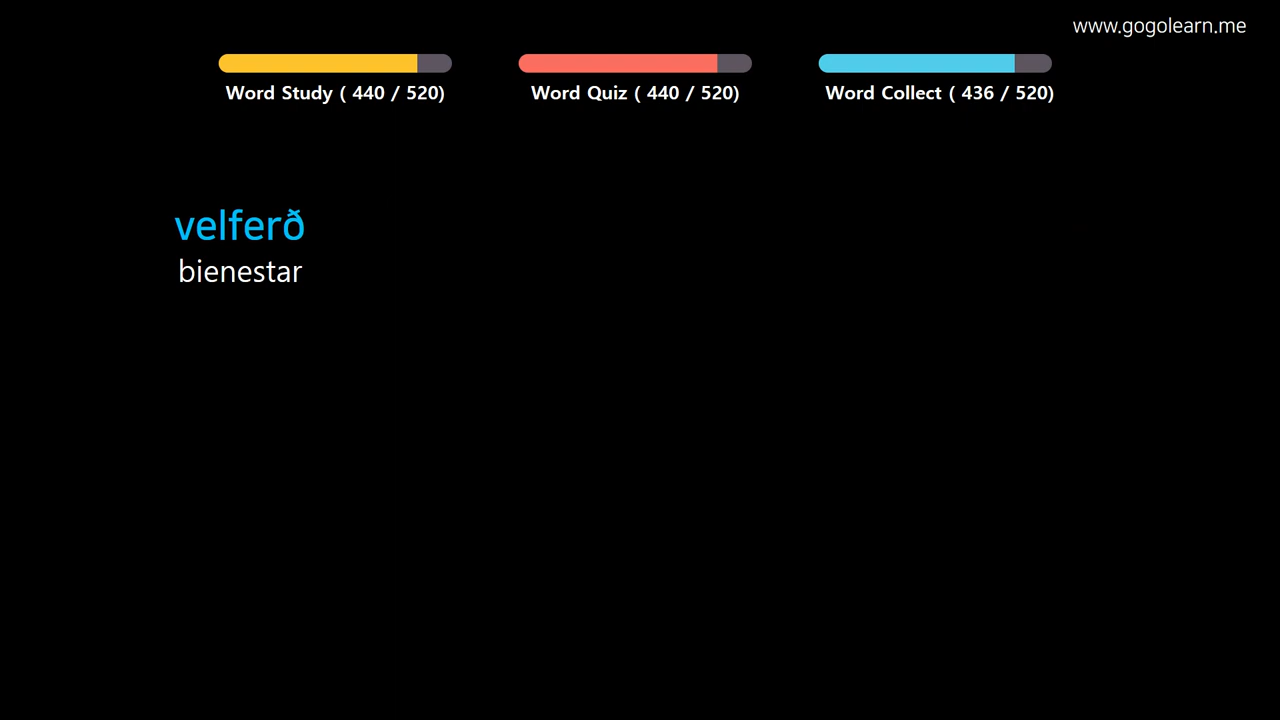 www.gogolearn.me
Word Study ( 440 / 520)
Word Quiz ( 440 / 520)
Word Collect ( 436 / 520)
velferð
bienestar